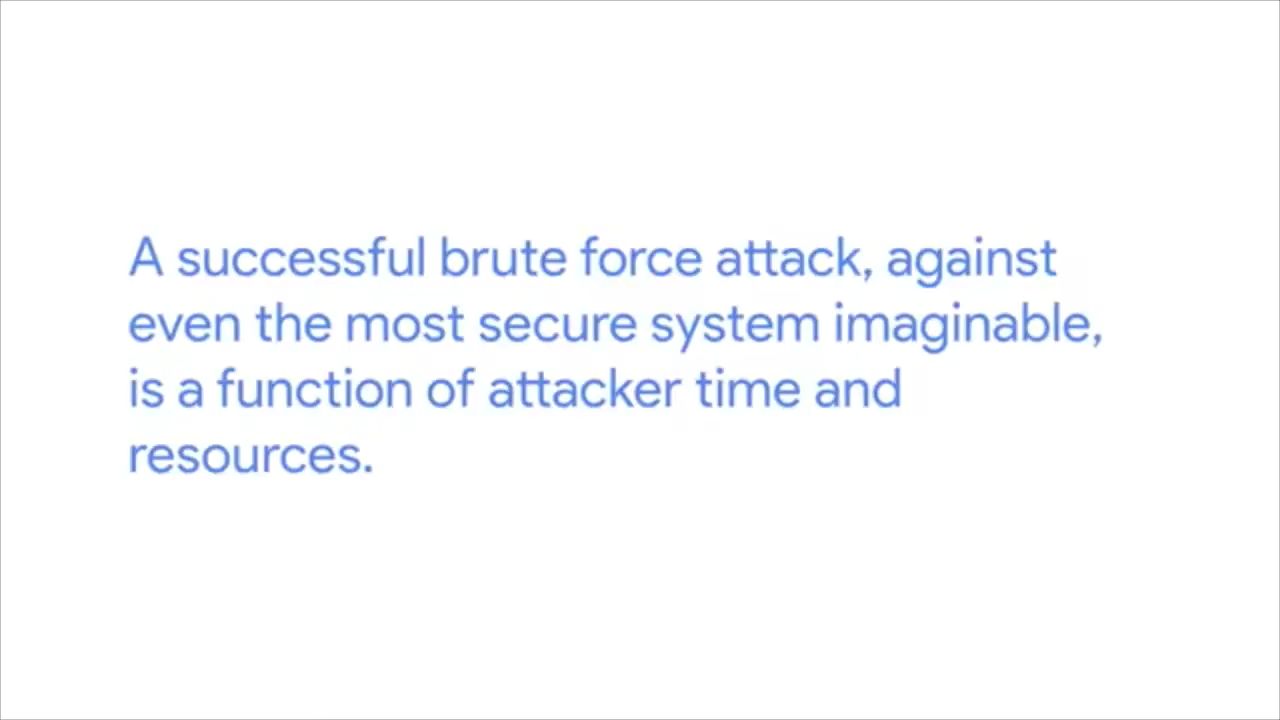 A successful brute force attack, against
even the most secure system imaginable,
is a function of attacker time and
resources.